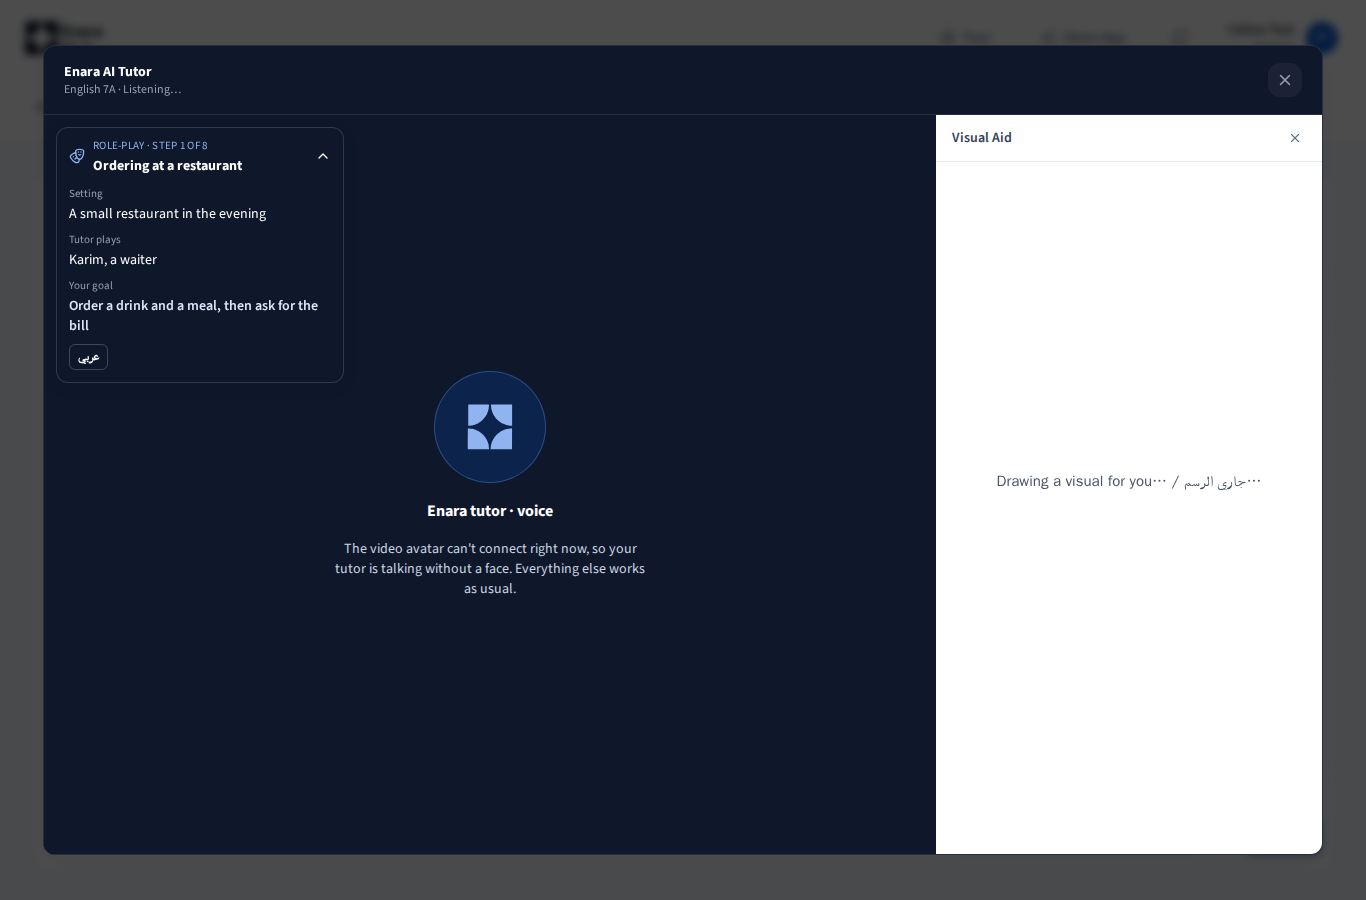 Enara AI Tutor
English 7A · Listening…
ROLE-PLAY · STEP 1 OF 8
Ordering at a restaurant
Setting
A small restaurant in the evening
Tutor plays
Karim, a waiter
Your goal
Order a drink and a meal, then ask for the
bill
عربي
Enara tutor · voice
The video avatar can't connect right now, so your
tutor is talking without a face. Everything else works
as usual.
Visual Aid
Drawing a visual for you… / جاري الرسم…